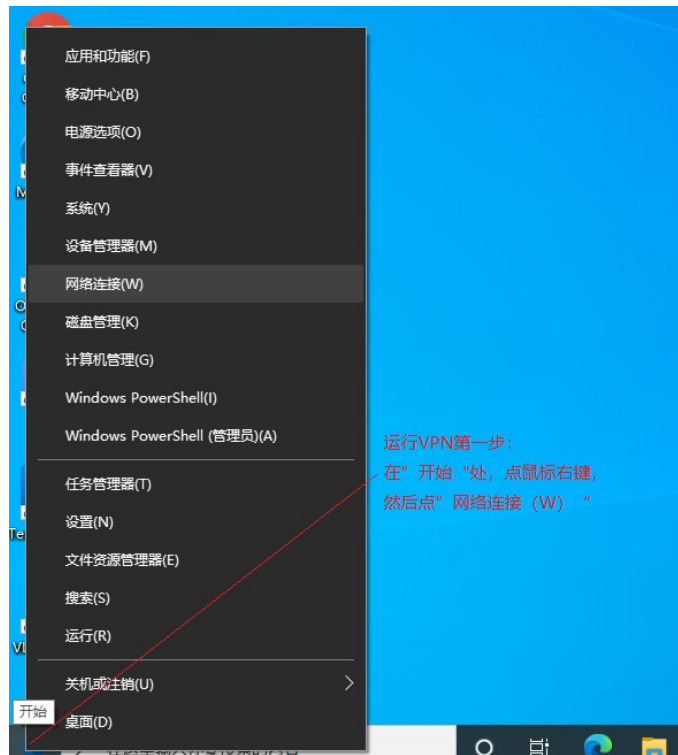 应用和功能(F)
移动中心(B)
电源选项(O)
事件查看器(V)
系统(Y)
设备管理器(M)
网络连接(W)
磁盘管理(K)
计算机管理(G)
Windows PowerShell(I)
Windows PowerShell (管理员)(A)
运行VPN第一步：
在”开始“处，点鼠标右键，
然后点”网络连接（W）“
任务管理器(T)
设置(N)
文件资源管理器(E)
搜索(S)
运行(R)
关机或注销(U)
开始
桌面(D)